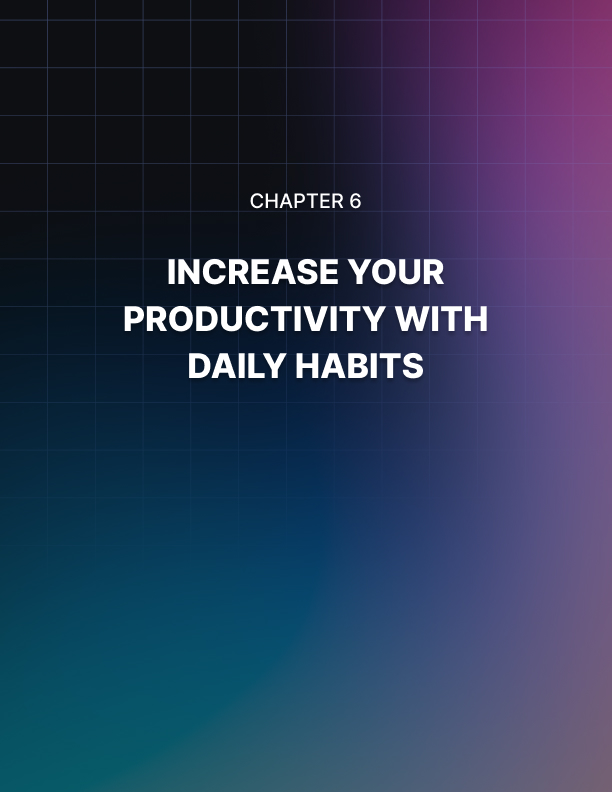 CHAPTER 6
INCREASE YOUR
PRODUCTIVITY WITH
DAILY HABITS